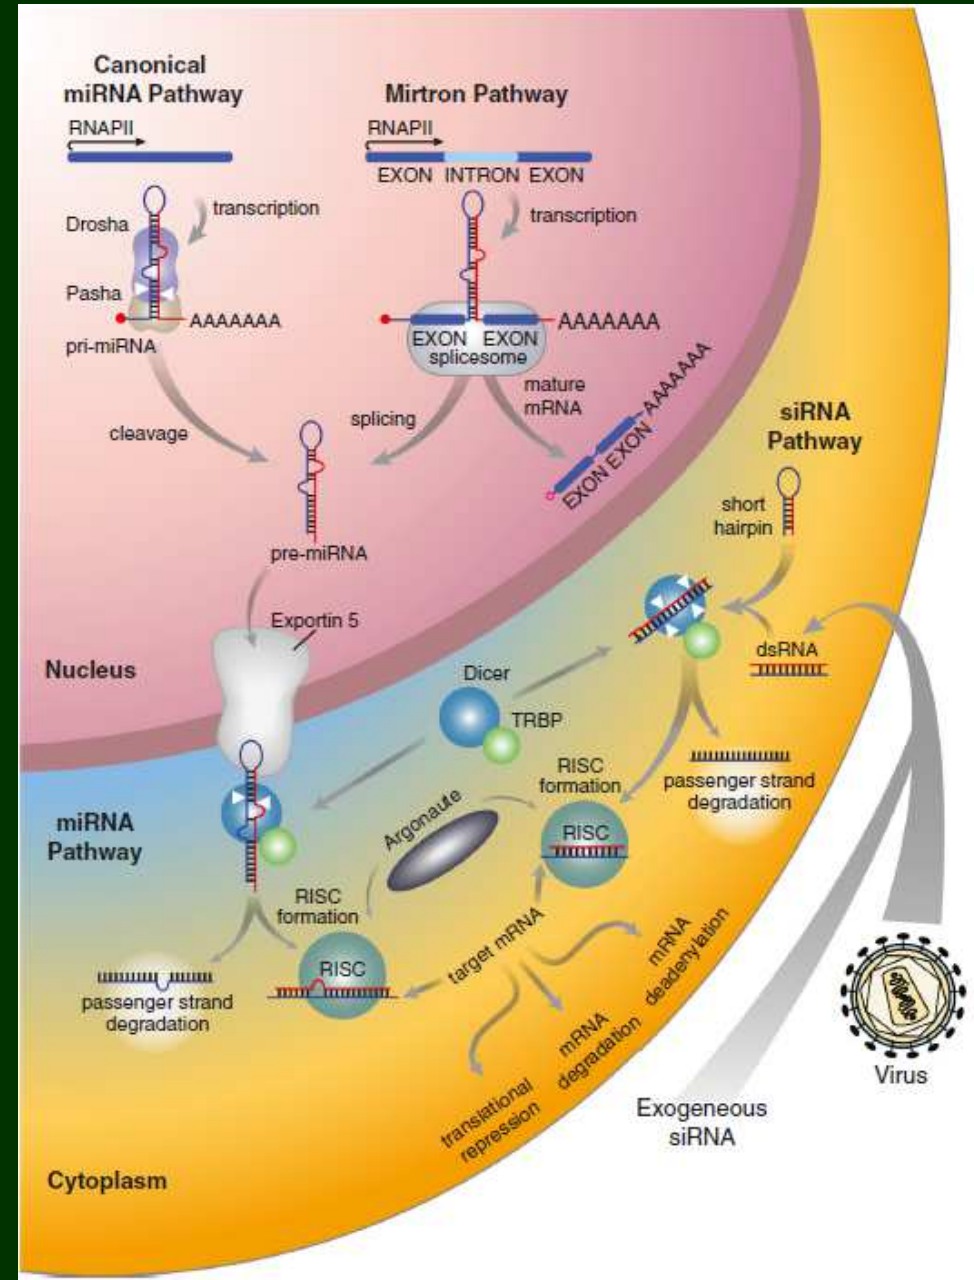 Canonical
miRNA Pathway
RNAPII
transcription
Drosha
Pasha
AAAAAAA
pri-miRNA
cleavage
Mirtron Pathway
RNAPII
EXON INTRON EXON
transcription
AAAAAAA
EXON EXON
splicesome
splicing
mature
mRNA
EXON EXON AAAAAAA
pre-miRNA
Exportin 5
Nucleus
siRNA
Pathway
short
hairpin
dsRNA
Dicer
TRBP
passenger strand
degradation
RISC
formation
RISC
Argonaute
miRNA
Pathway
RISC
formation
RISC
passenger strand
degradation
target mRNA
mRNA
deadenylation
mRNA
degradation
translational
repression
Virus
Exogeneous
siRNA
Cytoplasm